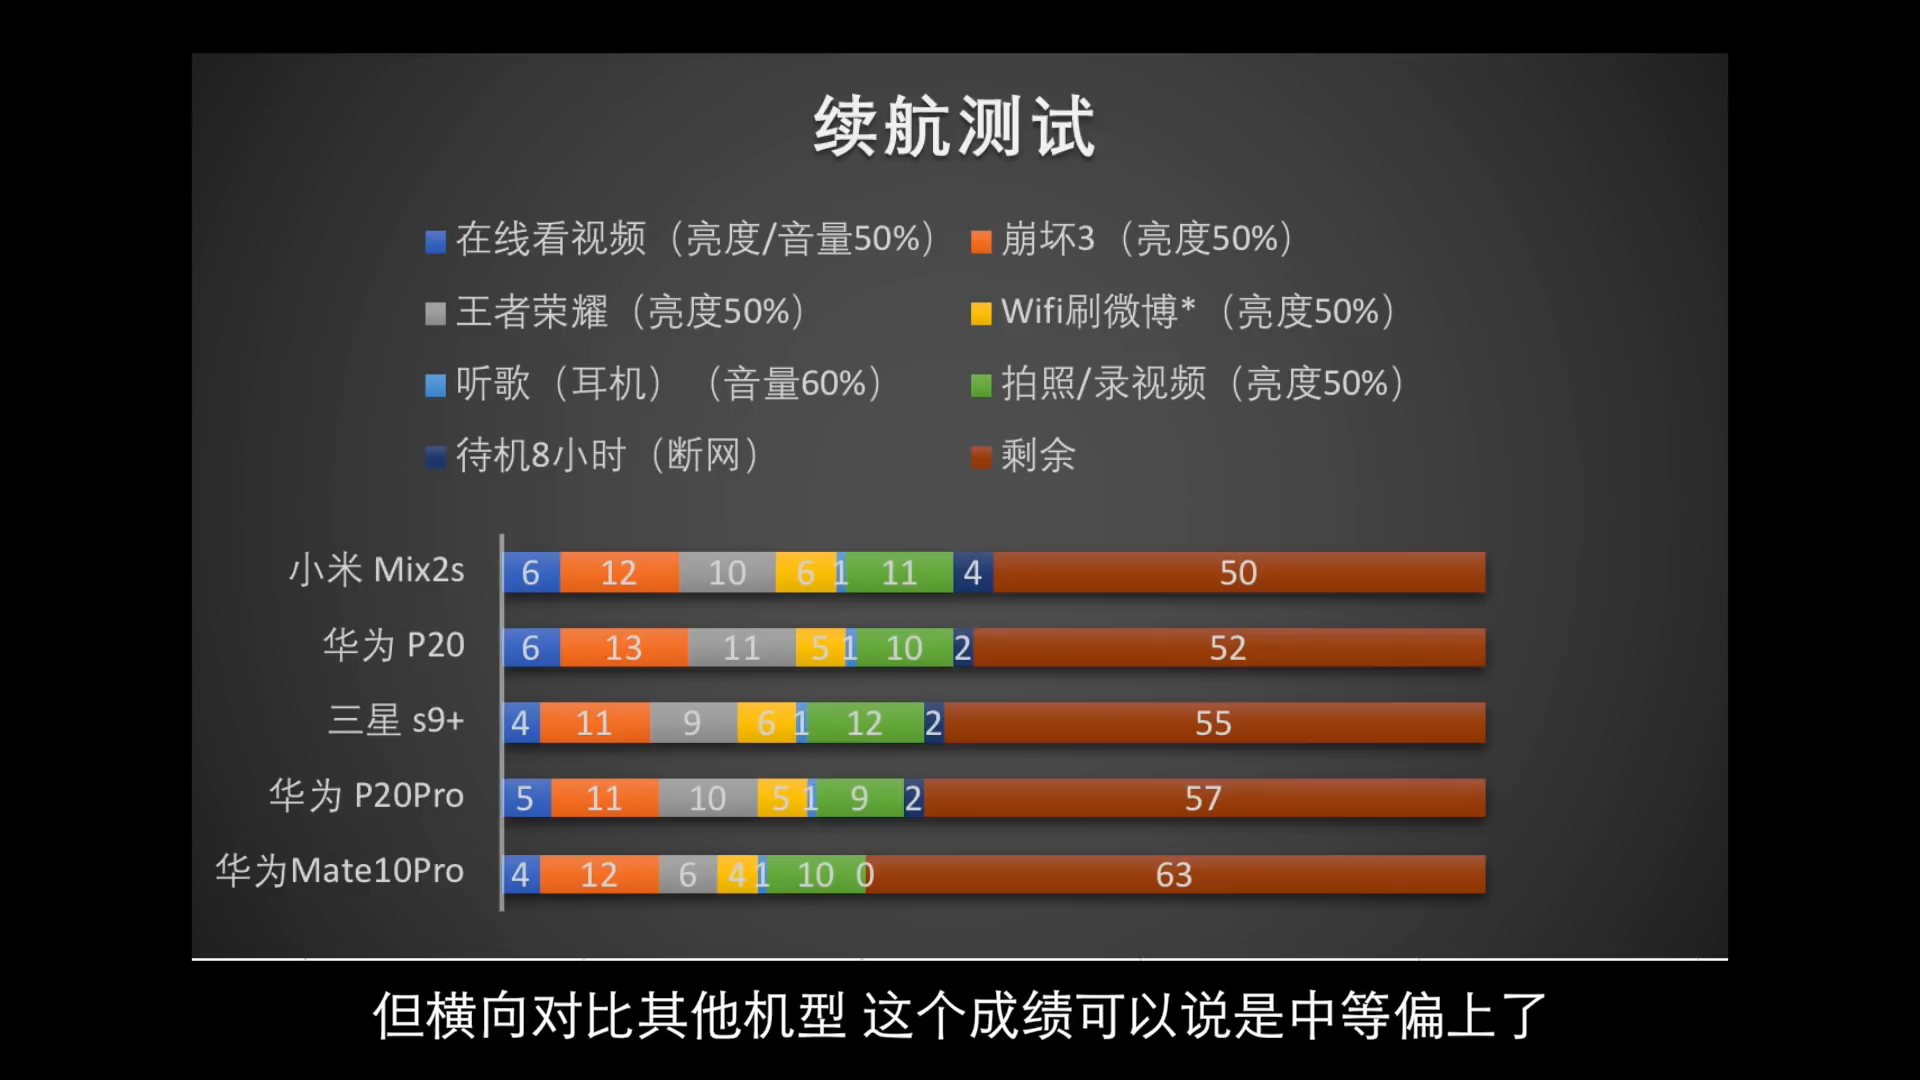 续航测试
在线看视频（亮度/音量50%） 崩坏3（亮度50%）
王者荣耀（亮度50%） Wifi刷微博*（亮度50%）
听歌（耳机）（音量60%） 拍照/录视频（亮度50%）
待机8小时（断网） 剩余
小米 Mix2s 6 12 10 6 1 11 4 50
华为 P20 6 13 11 5 1 10 2 52
三星 s9+ 4 11 9 6 1 12 2 55
华为 P20Pro 5 11 10 5 1 9 2 57
华为Mate10Pro 4 12 6 4 1 10 0 63
但横向对比其他机型 这个成绩可以说是中等偏上了